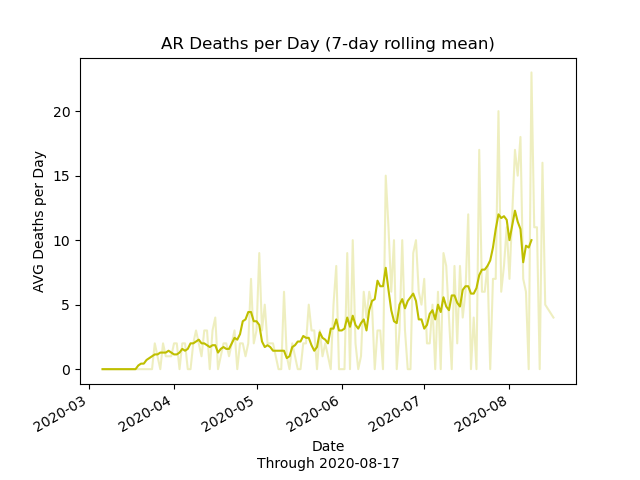 AR Deaths per Day (7-day rolling mean)
AVG Deaths per Day
20
15
10
5
0
2020-03
2020-04
2020-05
2020-06
2020-07
2020-08
Date
Through 2020-08-17